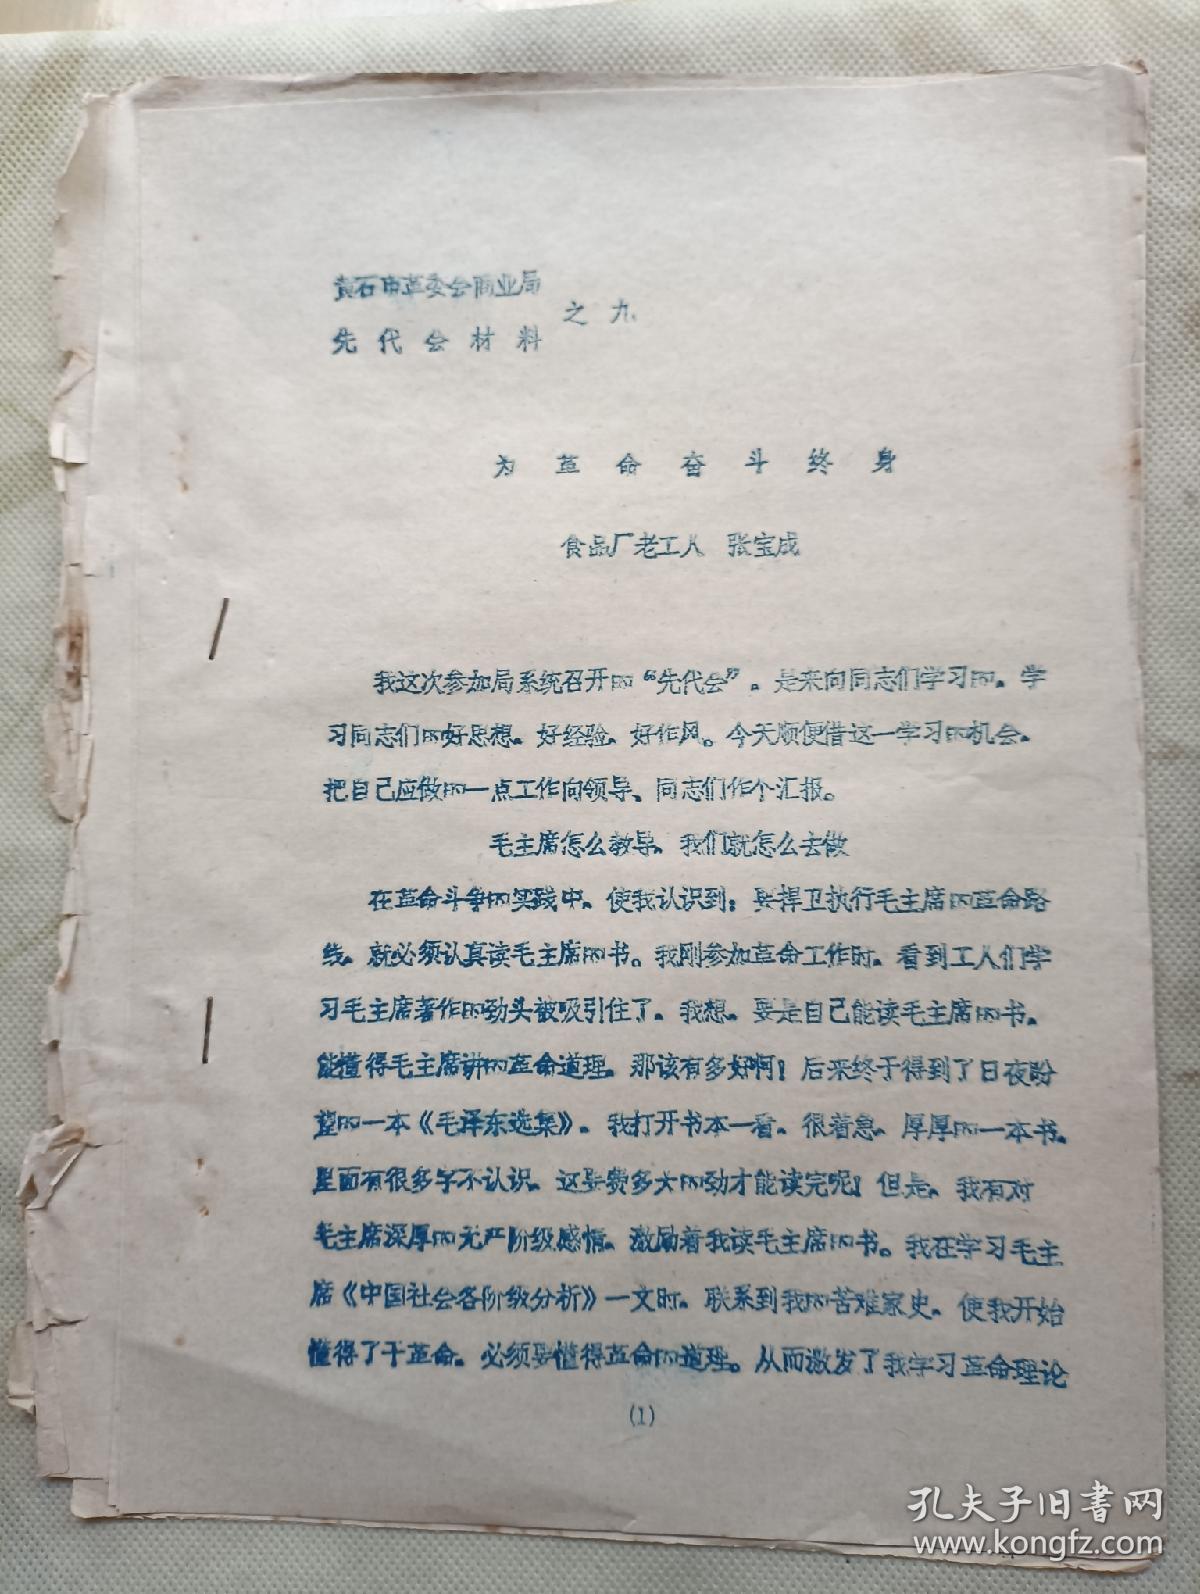 黄石市革委会商业局
先代会材料
之九
为革命奋斗终身
食品厂老工人 张宝成
我这次参加局系统召开的“先代会”。是来向同志们学习的。学
习同志们的好思想、好经验、好作风。今天顺便借这一学习的机会、
把自己应做的一点工作向领导、同志们作个汇报。
毛主席怎么教导、我们就怎么去做
在革命斗争的实践中、使我认识到：要捍卫执行毛主席的革命路
线、就必须认真读毛主席的书。我刚参加革命工作时、看到工人们学
习毛主席著作的劲头被吸引住了。我想。要是自己能读毛主席的书、
能懂得毛主席讲的革命道理、那该有多好啊！后来终于得到了日夜盼
望的一本《毛泽东选集》。我打开书本一看、很着急、厚厚的一本书、
里面有很多字不认识、这要费多大的劲才能读完呢！但是、我有对
毛主席深厚的无产阶级感情、激励着我读毛主席的书。我在学习毛主
席《中国社会各阶级分析》一文时、联系到我的苦难家史、使我开始
懂得了干革命、必须要懂得革命的道理。从而激发了我学习革命理论
(1)
孔夫子旧書网
www.kongfz.com